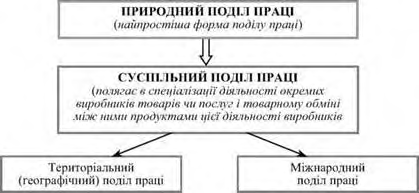 ПРИРОДНИЙ ПОДІЛ ПРАЦІ
(найпростіша форма поділу праці)
СУСПІЛЬНИЙ ПОДІЛ ПРАЦІ
(полягає в спеціалізації діяльності окремих
виробників товарів чи послуг і товарному обміні
між ними продуктами цієї діяльності виробників
Територіальний
(географічний) поділ праці
Міжнародний
поділ праці